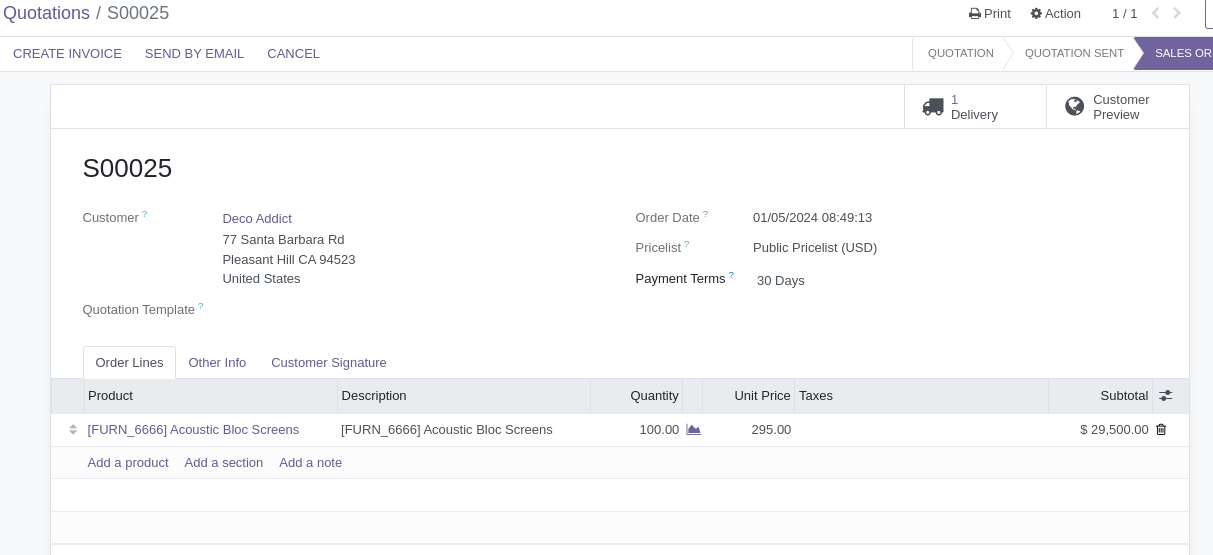 Quotations / S00025
Print
Action
1 / 1
CREATE INVOICE
SEND BY EMAIL
CANCEL
QUOTATION
QUOTATION SENT
SALES OR
1
Delivery
Customer
Preview
S00025
Customer ?
Deco Addict
77 Santa Barbara Rd
Pleasant Hill CA 94523
United States
Quotation Template ?
Order Date ?
01/05/2024 08:49:13
Pricelist ?
Public Pricelist (USD)
Payment Terms ?
30 Days
Order Lines
Other Info
Customer Signature
Product
Description
Quantity
Unit Price
Taxes
Subtotal
[FURN_6666] Acoustic Bloc Screens
[FURN_6666] Acoustic Bloc Screens
100.00
295.00
$ 29,500.00
Add a product
Add a section
Add a note